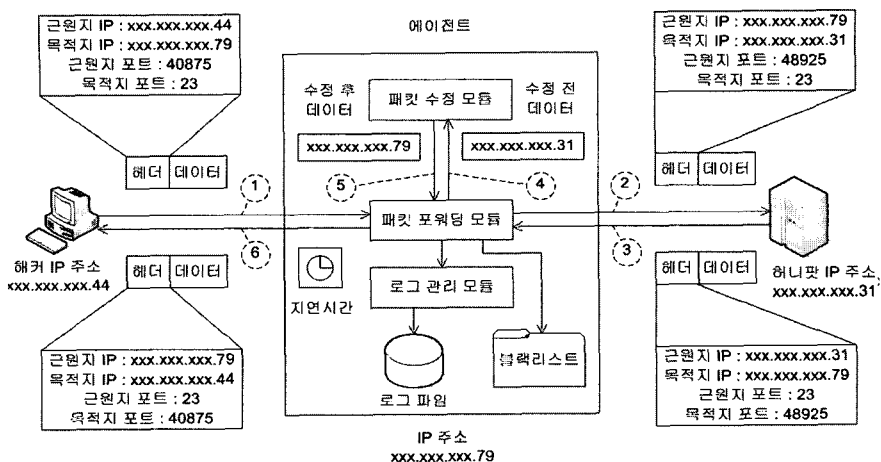 근원지 IP : xxx.xxx.xxx.44
목적지 IP : xxx.xxx.xxx.79
근원지 포트 : 40875
목적지 포트 : 23
에이전트
근원지 IP : xxx.xxx.xxx.79
목적지 IP : xxx.xxx.xxx.31
근원지 포트 : 48925
목적지 포트 : 23
수정 후
데이터
패킷 수정 모듈
수정 전
데이터
xxx.xxx.xxx.79
xxx.xxx.xxx.31
헤더 데이터
헤더 데이터
1
5
4
2
패킷 포워딩 모듈
6
3
해커 IP 주소
xxx.xxx.xxx.44
헤더 데이터
지연시간
로그 관리 모듈
헤더 데이터
허니팟 IP 주소
xxx.xxx.xxx.31
근원지 IP : xxx.xxx.xxx.79
목적지 IP : xxx.xxx.xxx.44
근원지 포트 : 23
목적지 포트 : 40875
로그 파일
블랙리스트
근원지 IP : xxx.xxx.xxx.31
목적지 IP : xxx.xxx.xxx.79
근원지 포트 : 23
목적지 포트 : 48925
IP 주소
xxx.xxx.xxx.79